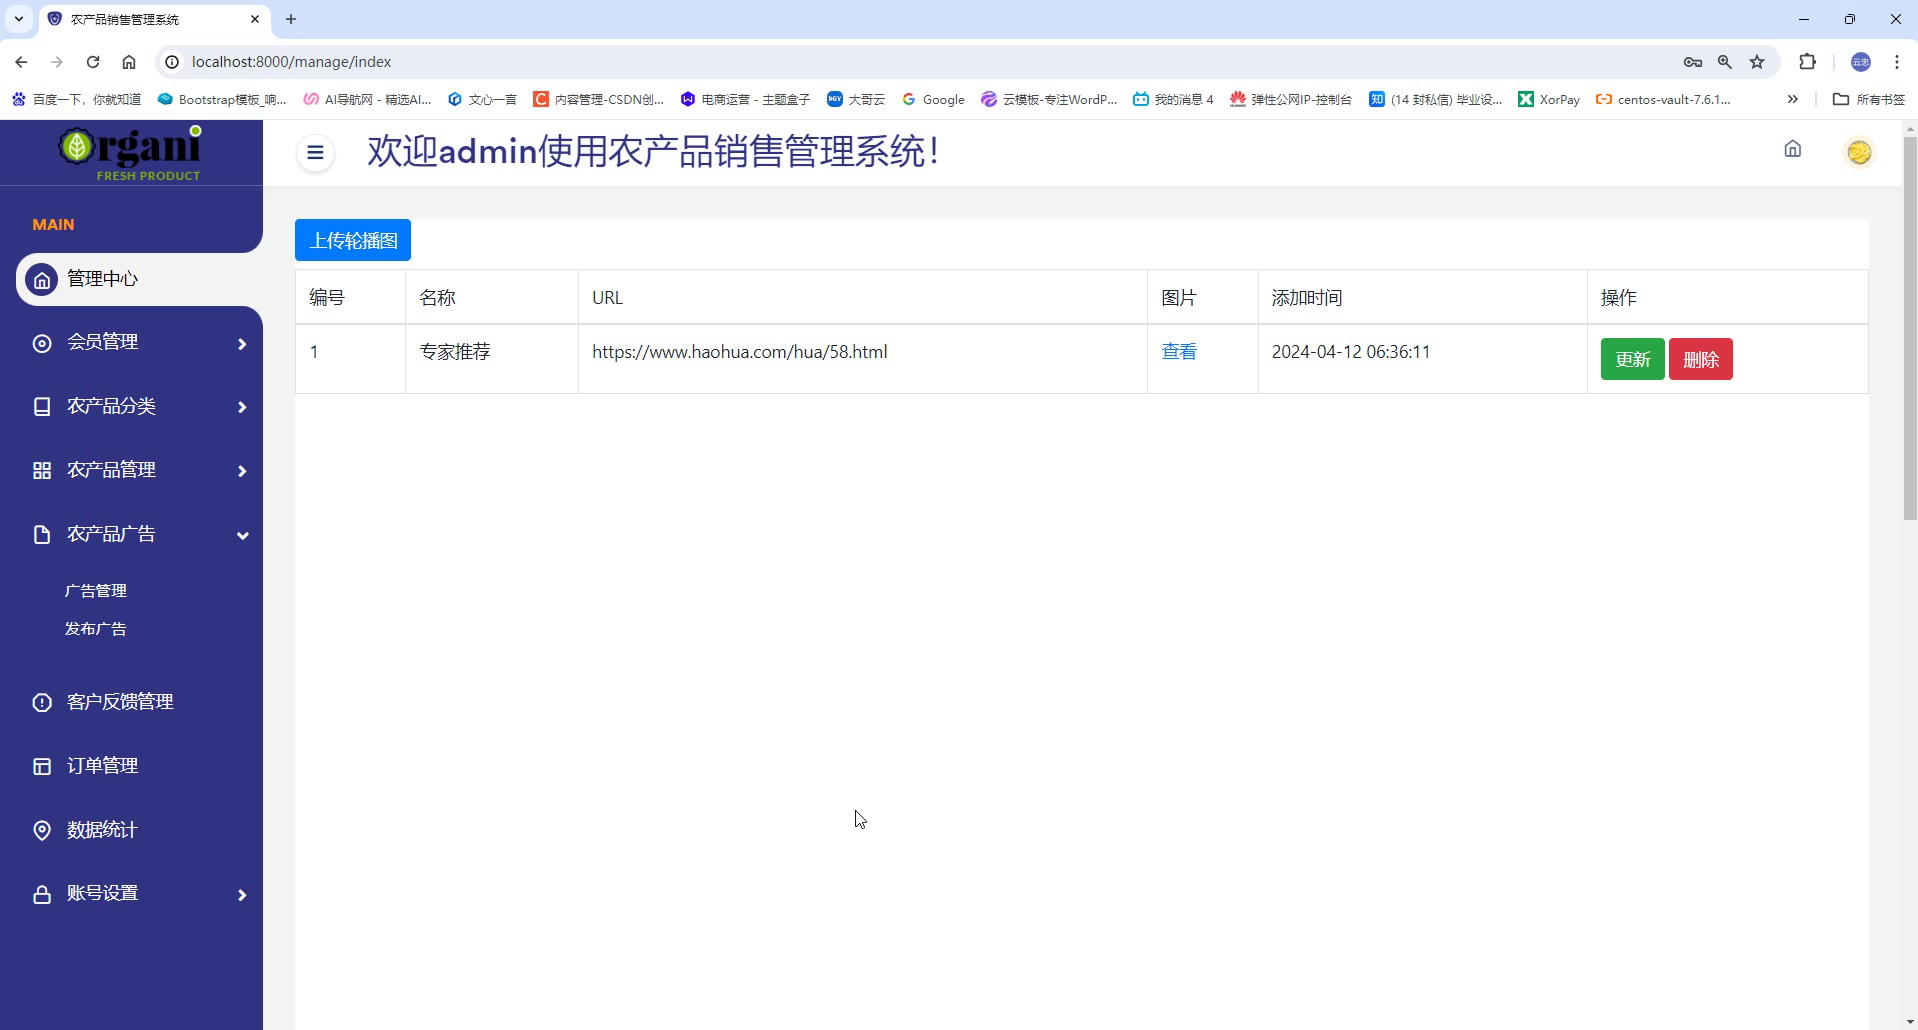 农产品销售管理系统
localhost:8000/manage/index
云忠
百度一下，你就知道
Bootstrap模板_响...
AI导航网 - 精选AI...
文心一言
内容管理-CSDN创...
电商运营 - 主题盒子
大哥云
Google
云模板-专注WordP...
我的消息 4
弹性公网IP-控制台
(14 封私信) 毕业设...
XorPay
centos-vault-7.6.1...
所有书签
Organi
FRESH PRODUCT
欢迎admin使用农产品销售管理系统!
MAIN
管理中心
会员管理
农产品分类
农产品管理
农产品广告
广告管理
发布广告
客户反馈管理
订单管理
数据统计
账号设置
上传轮播图
编号 名称 URL 图片 添加时间 操作
1 专家推荐 https://www.haohua.com/hua/58.html 查看 2024-04-12 06:36:11 更新 删除